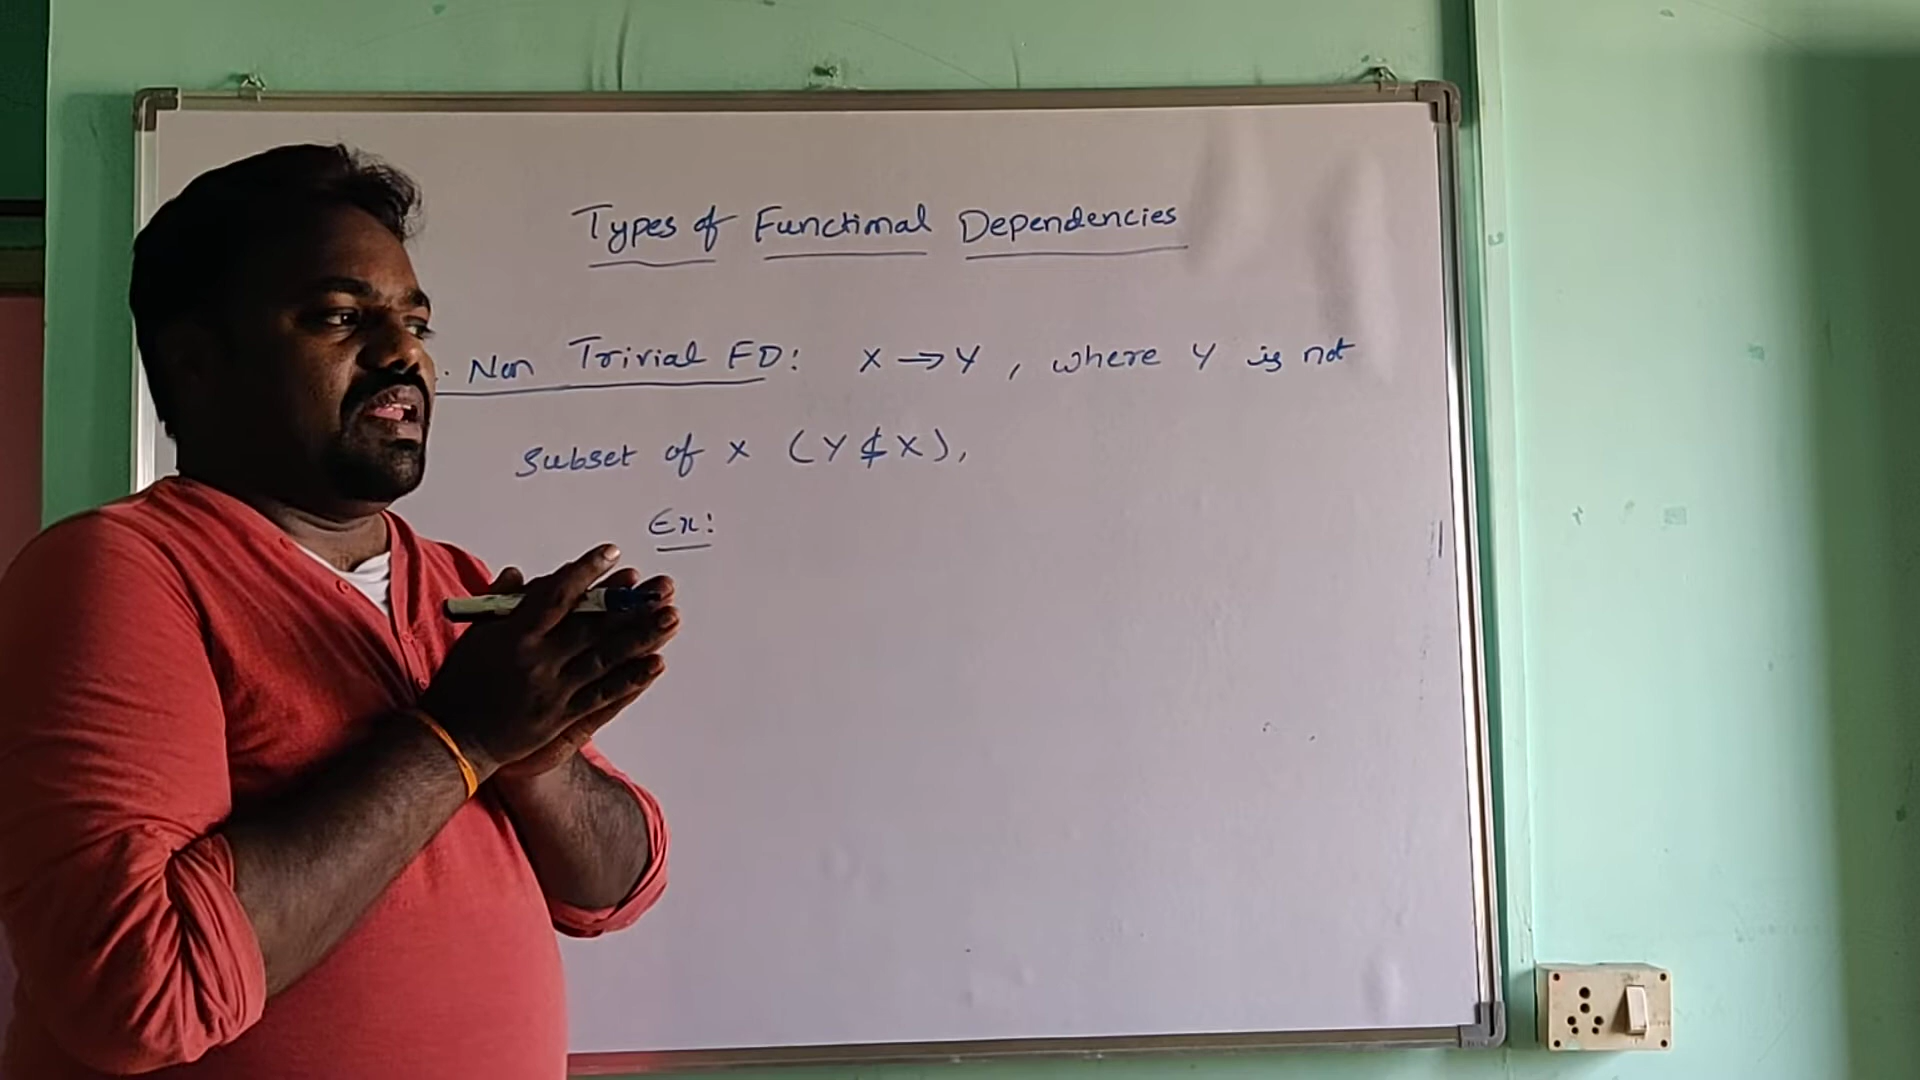 Types of Functional Dependencies
. Non Trivial FD: X → Y , where Y is not
Subset of X (Y ⊄ X),
Ex: